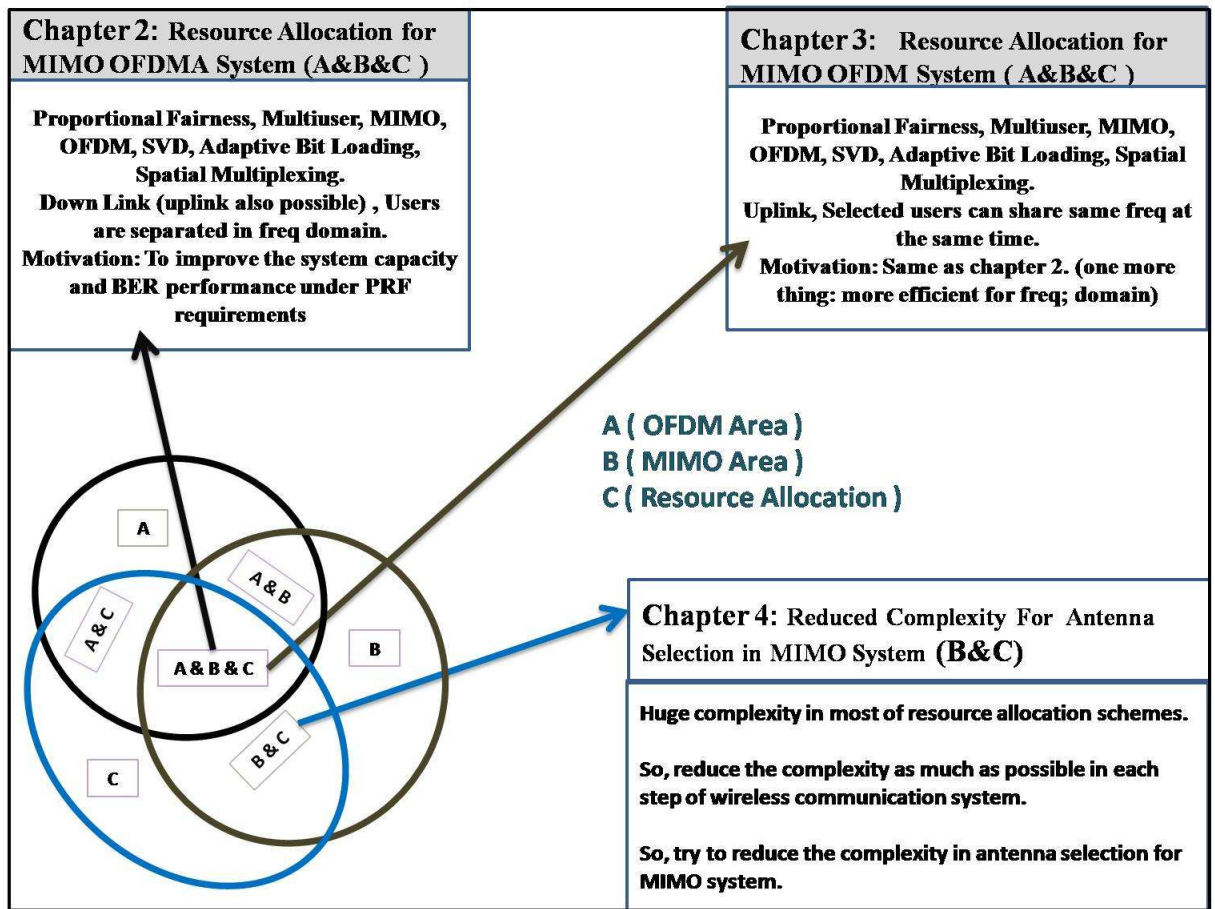 Chapter 2: Resource Allocation for
MIMO OFDMA System (A&B&C )
Proportional Fairness, Multiuser, MIMO,
OFDM, SVD, Adaptive Bit Loading,
Spatial Multiplexing.
Down Link (uplink also possible) , Users
are separated in freq domain.
Motivation: To improve the system capacity
and BER performance under PRF
requirements
Chapter 3: Resource Allocation for
MIMO OFDM System ( A&B&C )
Proportional Fairness, Multiuser, MIMO,
OFDM, SVD, Adaptive Bit Loading, Spatial
Multiplexing.
Uplink, Selected users can share same freq at
the same time.
Motivation: Same as chapter 2. (one more
thing: more efficient for freq; domain)
A ( OFDM Area )
B ( MIMO Area )
C ( Resource Allocation )
A
A & B
A & C
B
A & B & C
B & C
C
Chapter 4: Reduced Complexity For Antenna
Selection in MIMO System (B&C)
Huge complexity in most of resource allocation schemes.
So, reduce the complexity as much as possible in each
step of wireless communication system.
So, try to reduce the complexity in antenna selection for
MIMO system.